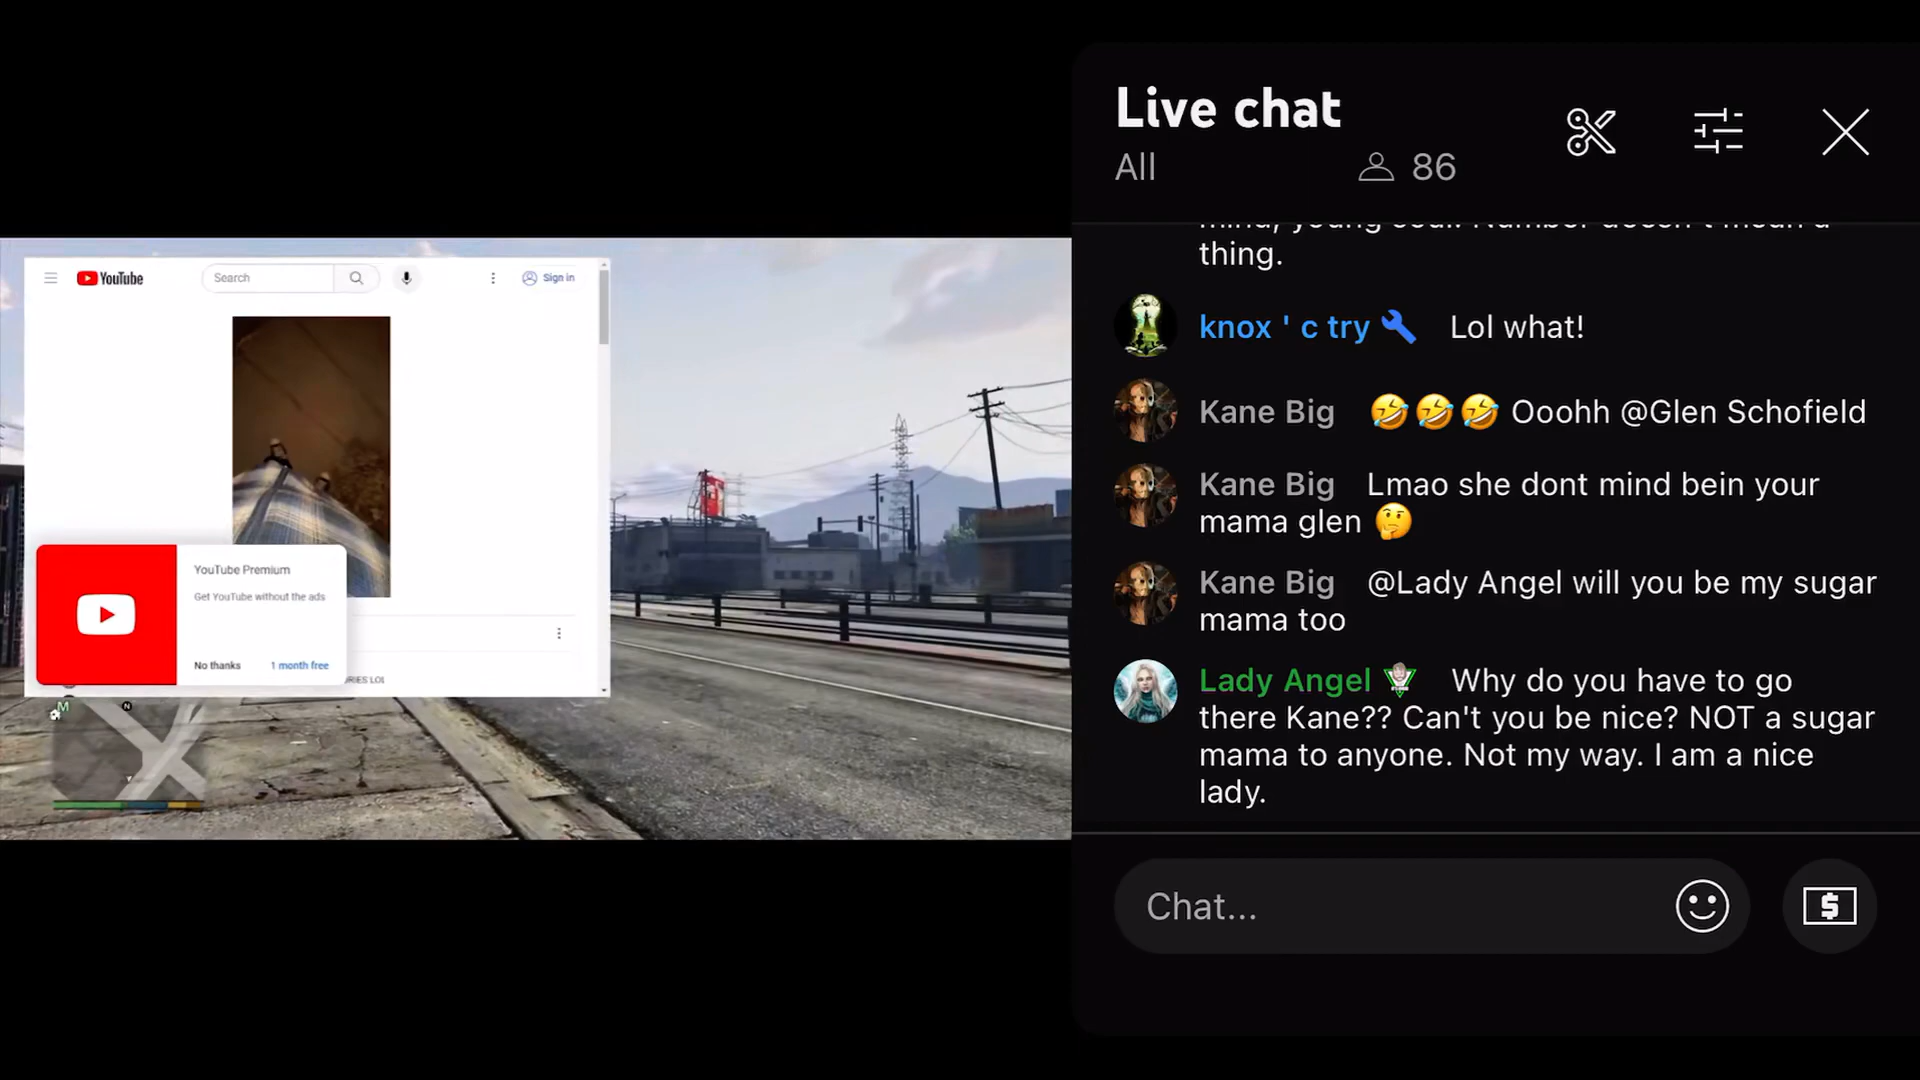 Live chat
All
86
thing.
knox ' c try Lol what!
Kane Big 🤣🤣🤣 Ooohh @Glen Schofield
Kane Big Lmao she dont mind bein your
mama glen 🤔
Kane Big @Lady Angel will you be my sugar
mama too
Lady Angel Why do you have to go
there Kane?? Can't you be nice? NOT a sugar
mama to anyone. Not my way. I am a nice
lady.
Chat...
YouTube
Search
Sign in
YouTube Premium
Get YouTube without the ads
No thanks
1 month free
LOL
M
N